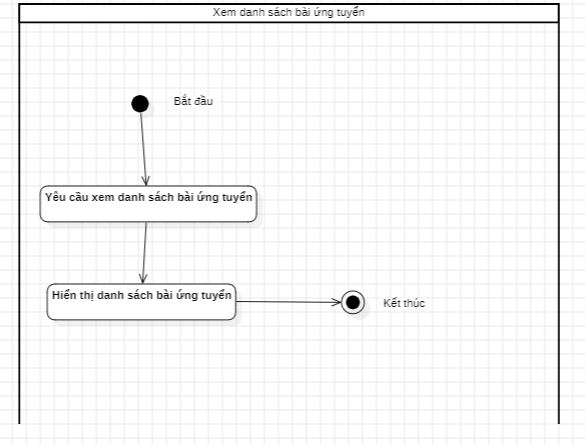 Xem danh sách bài ứng tuyển
Bắt đầu
Yêu cầu xem danh sách bài ứng tuyển
Hiển thị danh sách bài ứng tuyển
Kết thúc